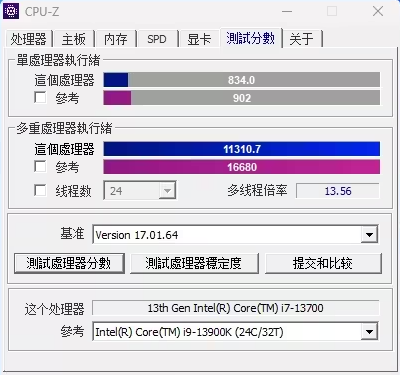 CPU-Z
处理器 主板 内存 SPD 显卡 測試分數 关于
單處理器執行緒
這個處理器 834.0
參考 902
多重處理器執行緒
這個處理器 11310.7
參考 16680
线程数 24 多线程倍率 13.56
基准 Version 17.01.64
測試處理器分數 測試處理器穩定度 提交和比较
这个处理器 13th Gen Intel(R) Core(TM) i7-13700
參考 Intel(R) Core(TM) i9-13900K (24C/32T)